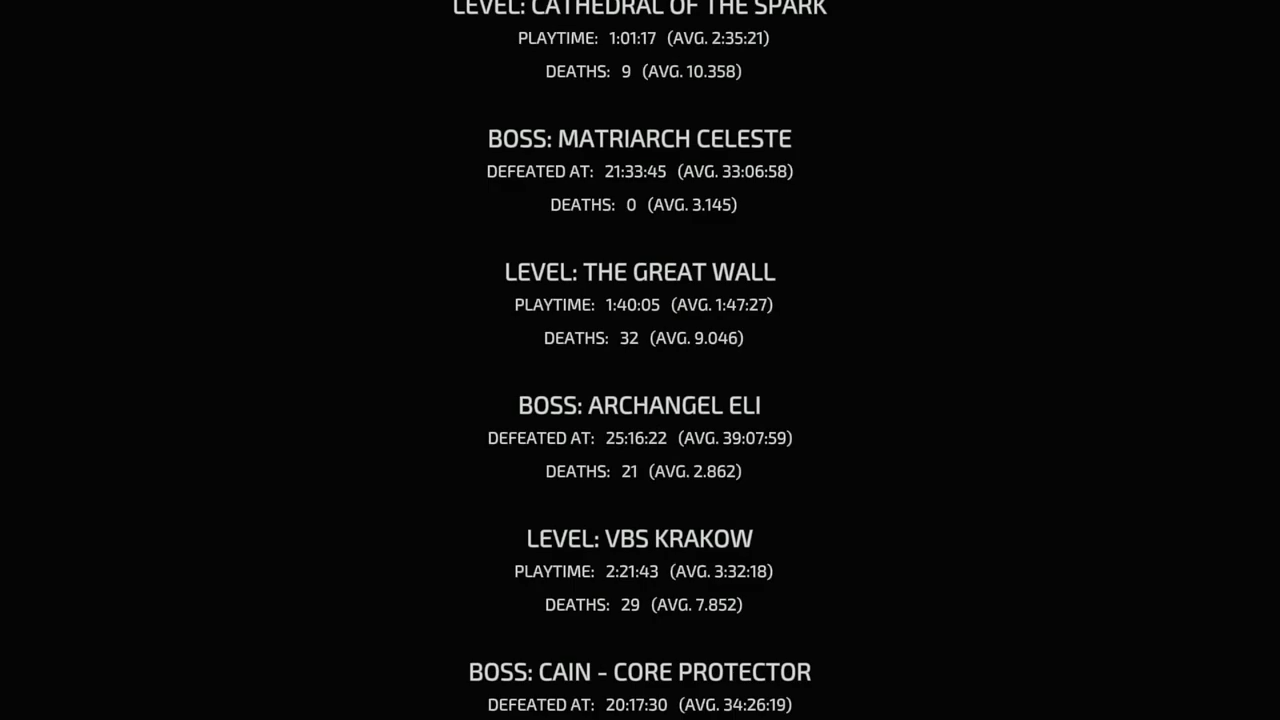 LEVEL: CATHEDRAL OF THE SPARK
PLAYTIME: 1:01:17 (AVG. 2:35:21)
DEATHS: 9 (AVG. 10.358)
BOSS: MATRIARCH CELESTE
DEFEATED AT: 21:33:45 (AVG. 33:06:58)
DEATHS: 0 (AVG. 3.145)
LEVEL: THE GREAT WALL
PLAYTIME: 1:40:05 (AVG. 1:47:27)
DEATHS: 32 (AVG. 9.046)
BOSS: ARCHANGEL ELI
DEFEATED AT: 25:16:22 (AVG. 39:07:59)
DEATHS: 21 (AVG. 2.862)
LEVEL: VBS KRAKOW
PLAYTIME: 2:21:43 (AVG. 3:32:18)
DEATHS: 29 (AVG. 7.852)
BOSS: CAIN - CORE PROTECTOR
DEFEATED AT: 20:17:30 (AVG. 34:26:19)